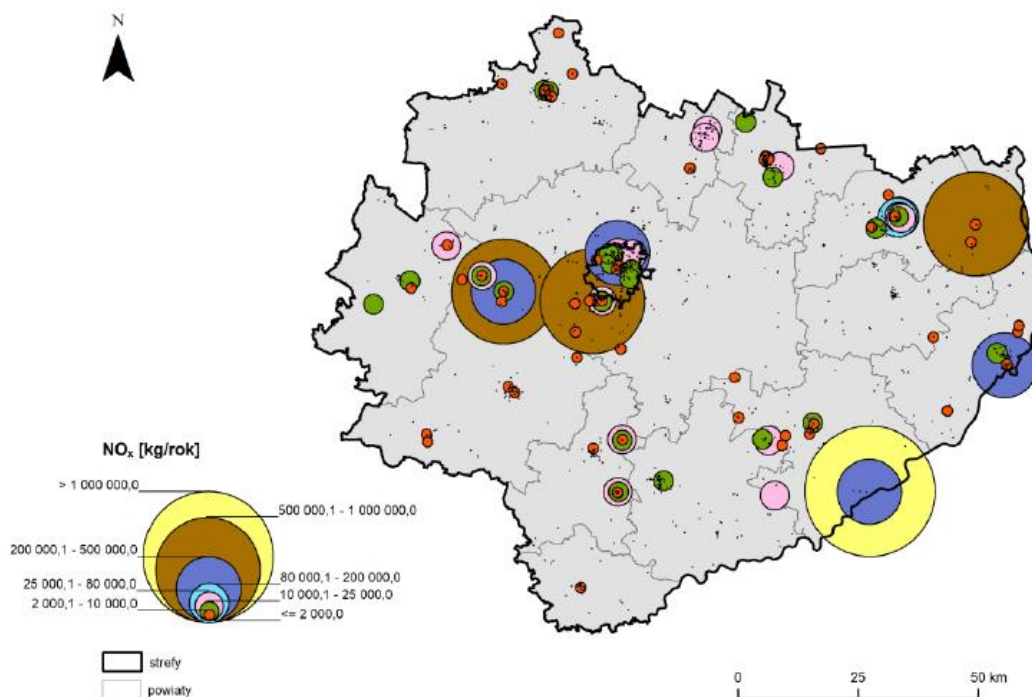 N
NOx [kg/rok]
> 1 000 000,0
500 000,1 - 1 000 000,0
200 000,1 - 500 000,0
80 000,1 - 200 000,0
25 000,1 - 80 000,0
10 000,1 - 25 000,0
2 000,1 - 10 000,0
<= 2 000,0
strefy
powiaty
0 25 50 km